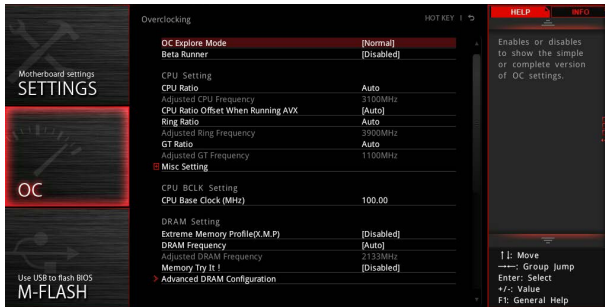 Overclocking
HOT KEY
HELP
INFO
Motherboard settings
SETTINGS
OC
Use USB to flash BIOS
M-FLASH
OC Explore Mode [Normal]
Beta Runner [Disabled]
CPU Setting
CPU Ratio Auto
Adjusted CPU Frequency 3100MHz
CPU Ratio Offset When Running AVX [Auto]
Ring Ratio Auto
Adjusted Ring Frequency 3900MHz
GT Ratio Auto
Adjusted GT Frequency 1100MHz
Misc Setting
CPU BCLK Setting
CPU Base Clock (MHz) 100.00
DRAM Setting
Extreme Memory Profile(X.M.P) [Disabled]
DRAM Frequency [Auto]
Adjusted DRAM Frequency 2133MHz
Memory Try It ! [Disabled]
Advanced DRAM Configuration
Enables or disables
to show the simple
or complete version
of OC settings.
↑↓: Move
→←: Group Jump
Enter: Select
+/-: Value
F1: General Help